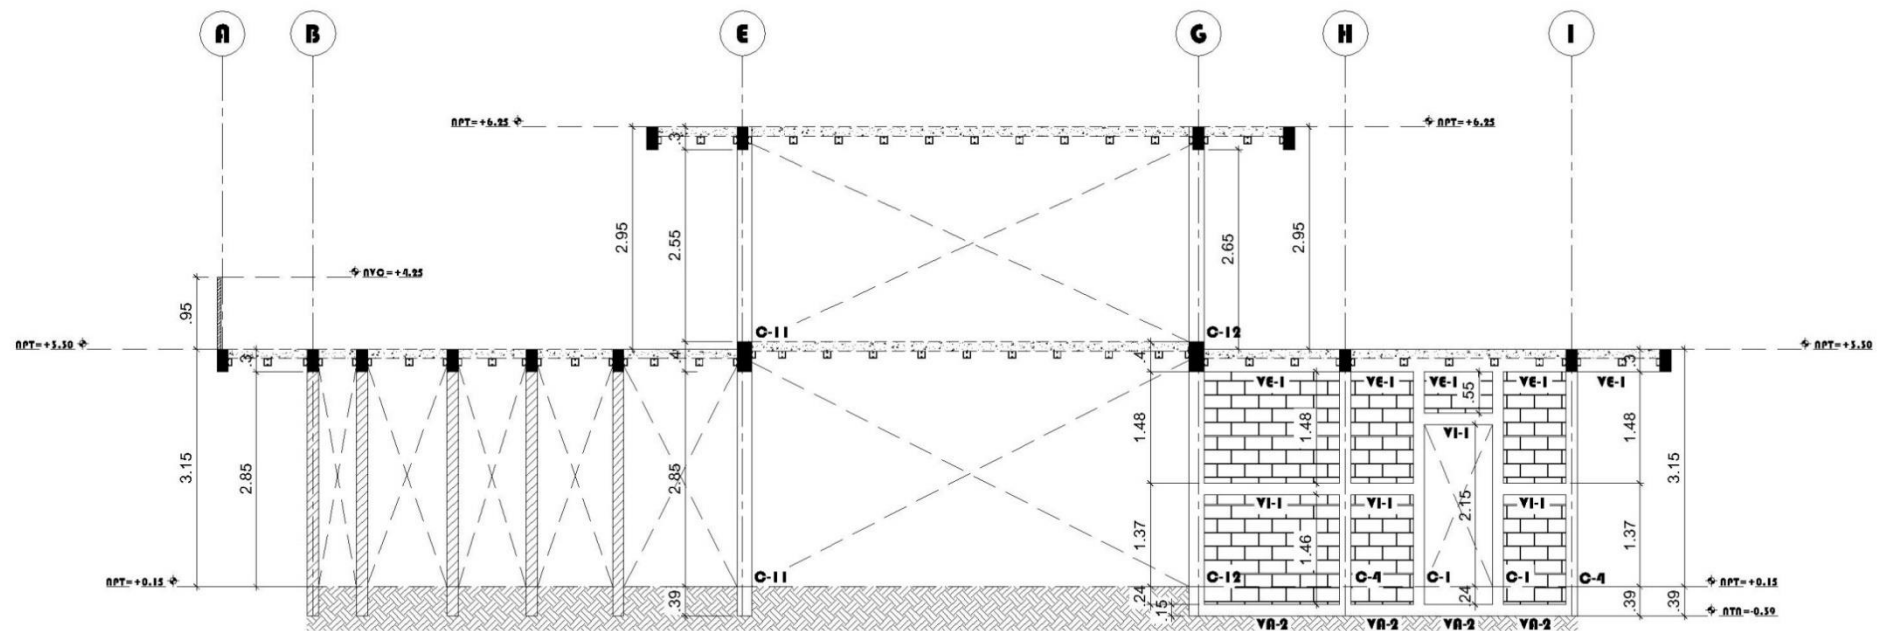 A B E G H I
NPT=+6.25 NPT=+6.25
.3
2.95 2.55 2.65 2.95
NVC=+4.25
.95
C-11 C-12
NPT=+3.30 NPT=+3.30
.3 .4 .4 .3
VE-1 VE-1 VE-1 VE-1 VE-1
.55
1.48 1.48 1.48
VI-1
3.15 2.85 2.85 3.15
VI-1 VI-1 2.15 VI-1
1.37 1.46 1.37
NPT=+0.15 C-11 C-12 C-4 C-1 C-1 C-4 NPT=+0.15
.39 .24 .24 .39 .39
.15 NTN=-0.39
VA-2 VA-2 VA-2 VA-2